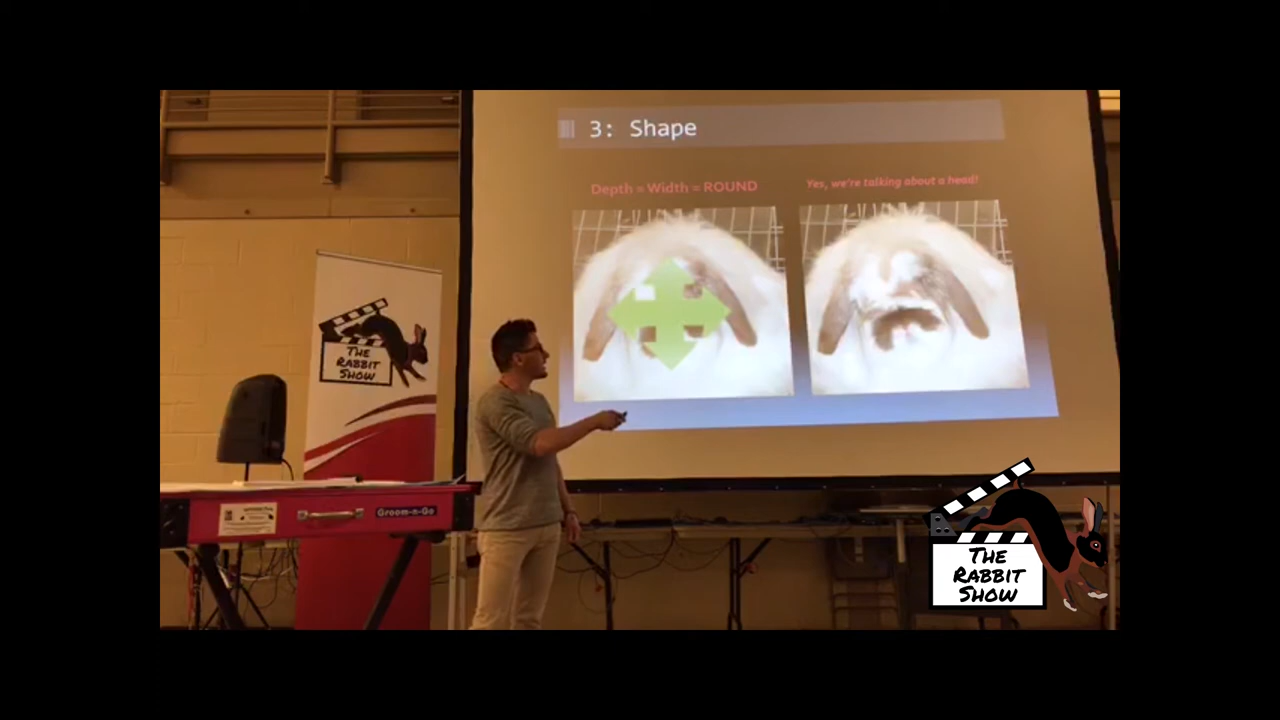 3: Shape
Depth = Width = ROUND
Yes, we're talking about a head!
THE
RABBIT
SHOW
Groom-n-Go
THE
RABBIT
SHOW